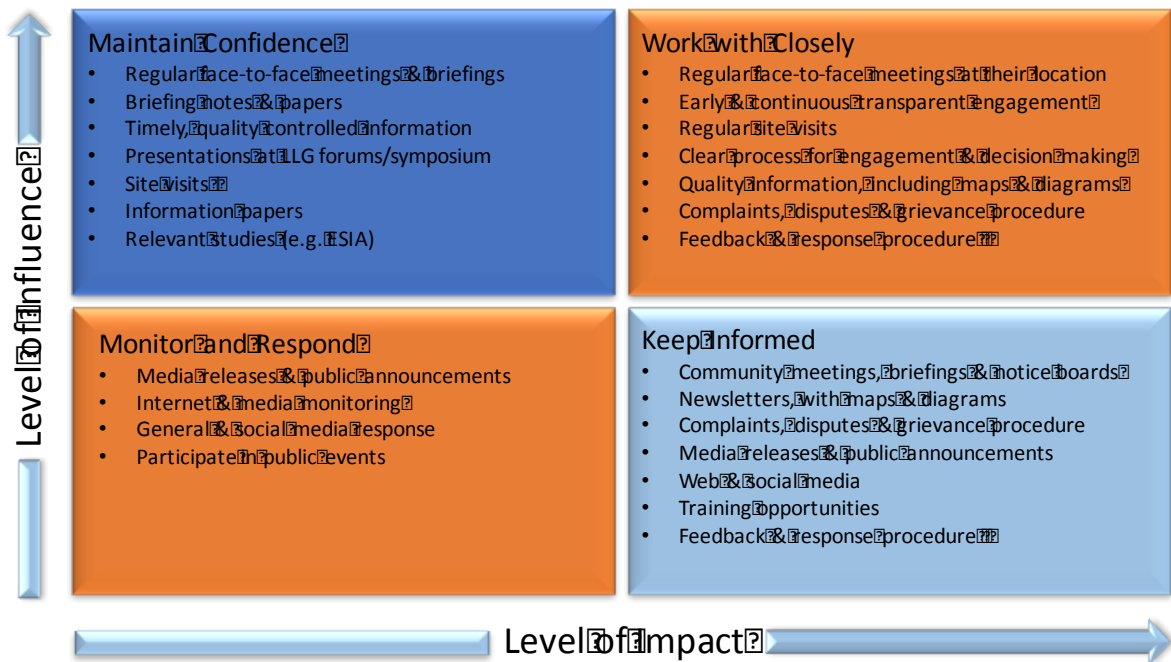 Level of Influence
Maintain Confidence
• Regular face-to-face meetings & briefings
• Briefing notes & papers
• Timely, quality controlled information
• Presentations at LLG forums/symposium
• Site visits
• Information papers
• Relevant studies (e.g. ESIA)
Work with Closely
• Regular face-to-face meetings at their location
• Early & continuous transparent engagement
• Regular site visits
• Clear process for engagement & decision making
• Quality information, including maps & diagrams
• Complaints, disputes & grievance procedure
• Feedback & response procedure
Monitor and Respond
• Media releases & public announcements
• Internet & media monitoring
• General & social media response
• Participate in public events
Keep Informed
• Community meetings, briefings & notice boards
• Newsletters, with maps & diagrams
• Complaints, disputes & grievance procedure
• Media releases & public announcements
• Web & social media
• Training opportunities
• Feedback & response procedure
Level of Impact